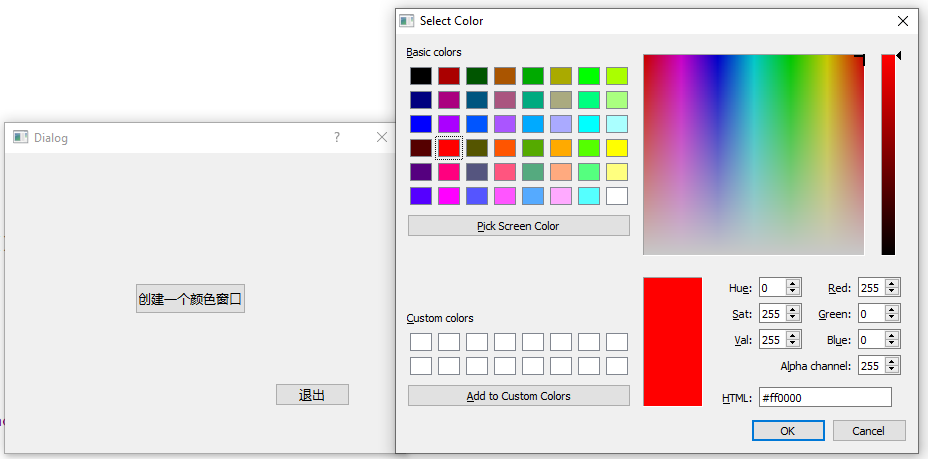 Dialog
?
创建一个颜色窗口
退出
Select Color
Basic colors
Pick Screen Color
Custom colors
Add to Custom Colors
Hue: 0
Red: 255
Sat: 255
Green: 0
Val: 255
Blue: 0
Alpha channel: 255
HTML: #ff0000
OK
Cancel